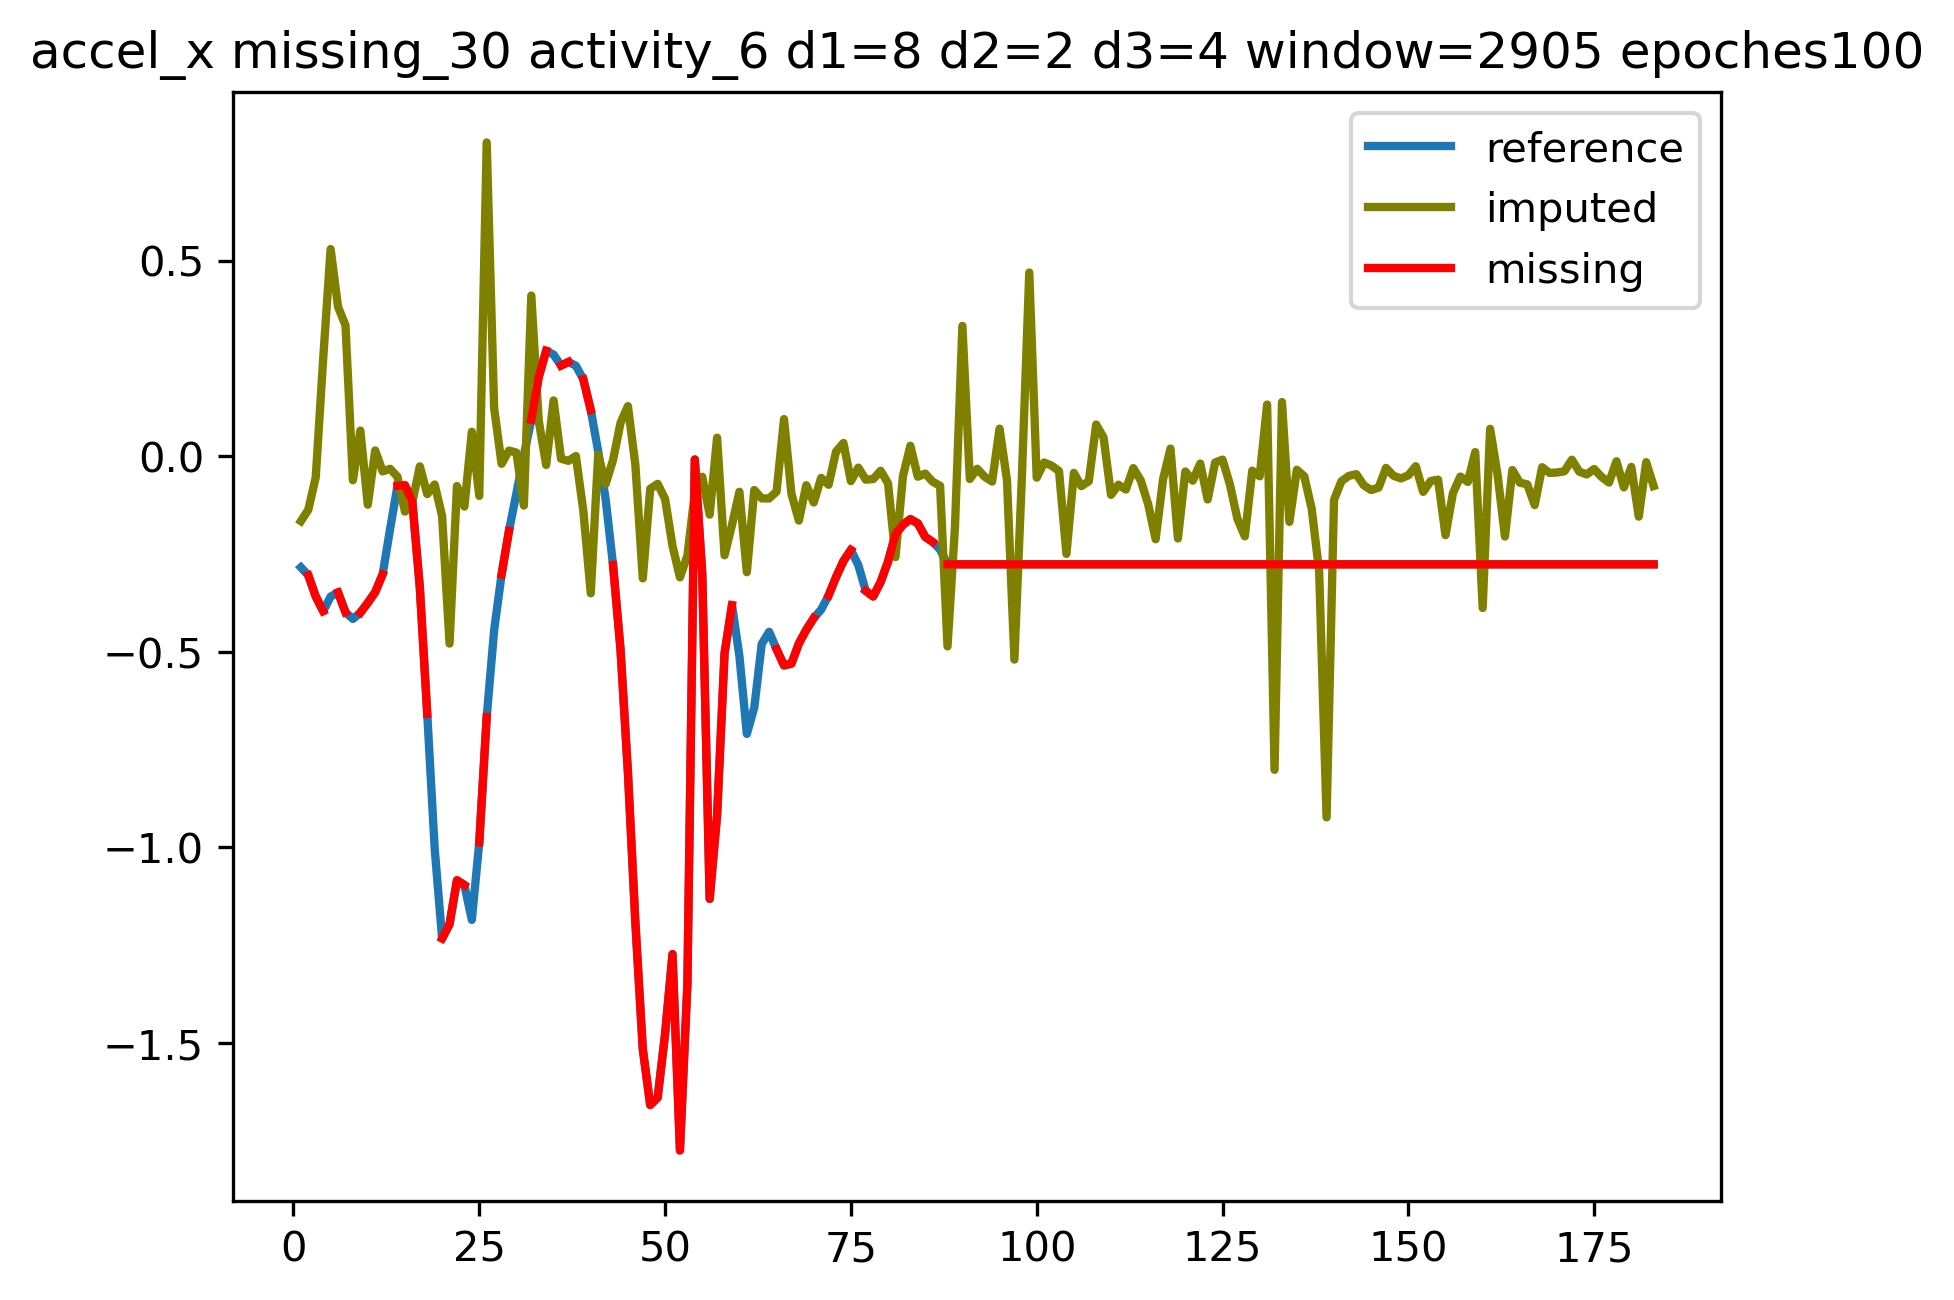 accel_x missing_30 activity_6 d1=8 d2=2 d3=4 window=2905 epoches100
reference
imputed
missing
0.5
0.0
−0.5
−1.0
−1.5
0 25 50 75 100 125 150 175